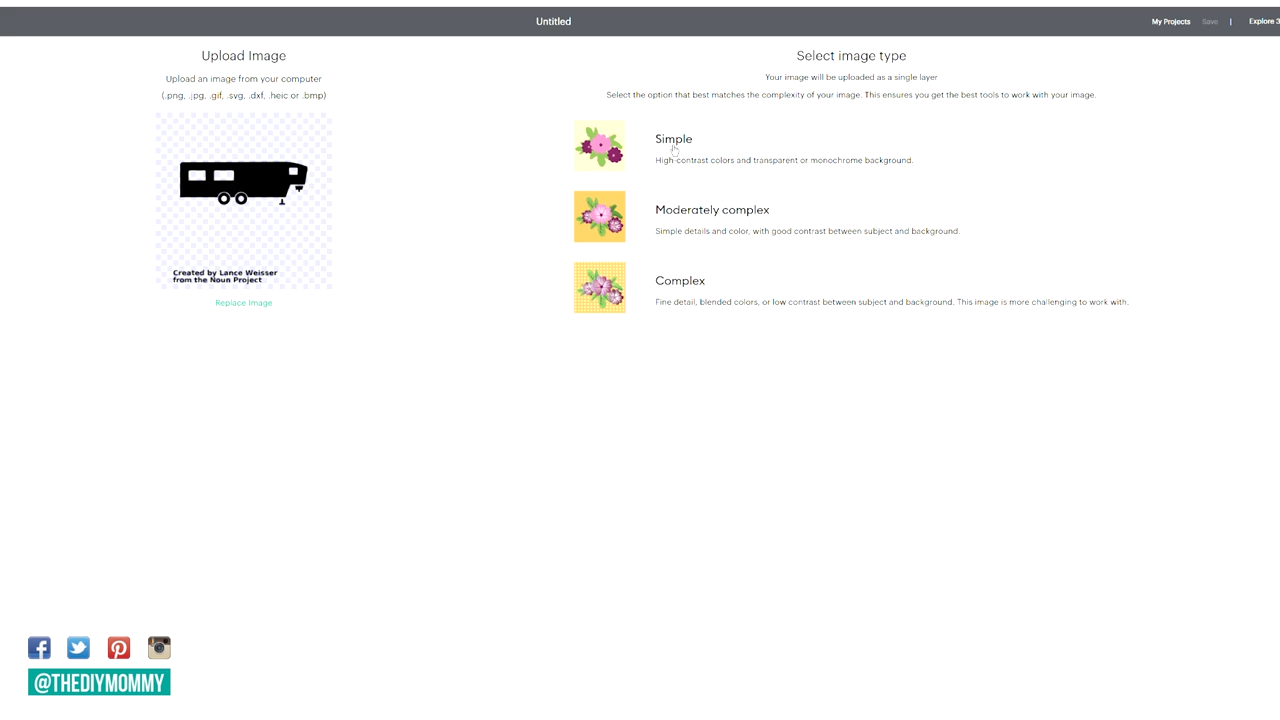 Untitled
My Projects Save | Explore 3
Upload Image
Upload an image from your computer
(.png, .jpg, .gif, .svg, .dxf, .heic or .bmp)
Created by Lance Weisser
from the Noun Project
Replace Image
Select image type
Your image will be uploaded as a single layer
Select the option that best matches the complexity of your image. This ensures you get the best tools to work with your image.
Simple
High contrast colors and transparent or monochrome background.
Moderately complex
Simple details and color, with good contrast between subject and background.
Complex
Fine detail, blended colors, or low contrast between subject and background. This image is more challenging to work with.
@THEDIYMOMMY